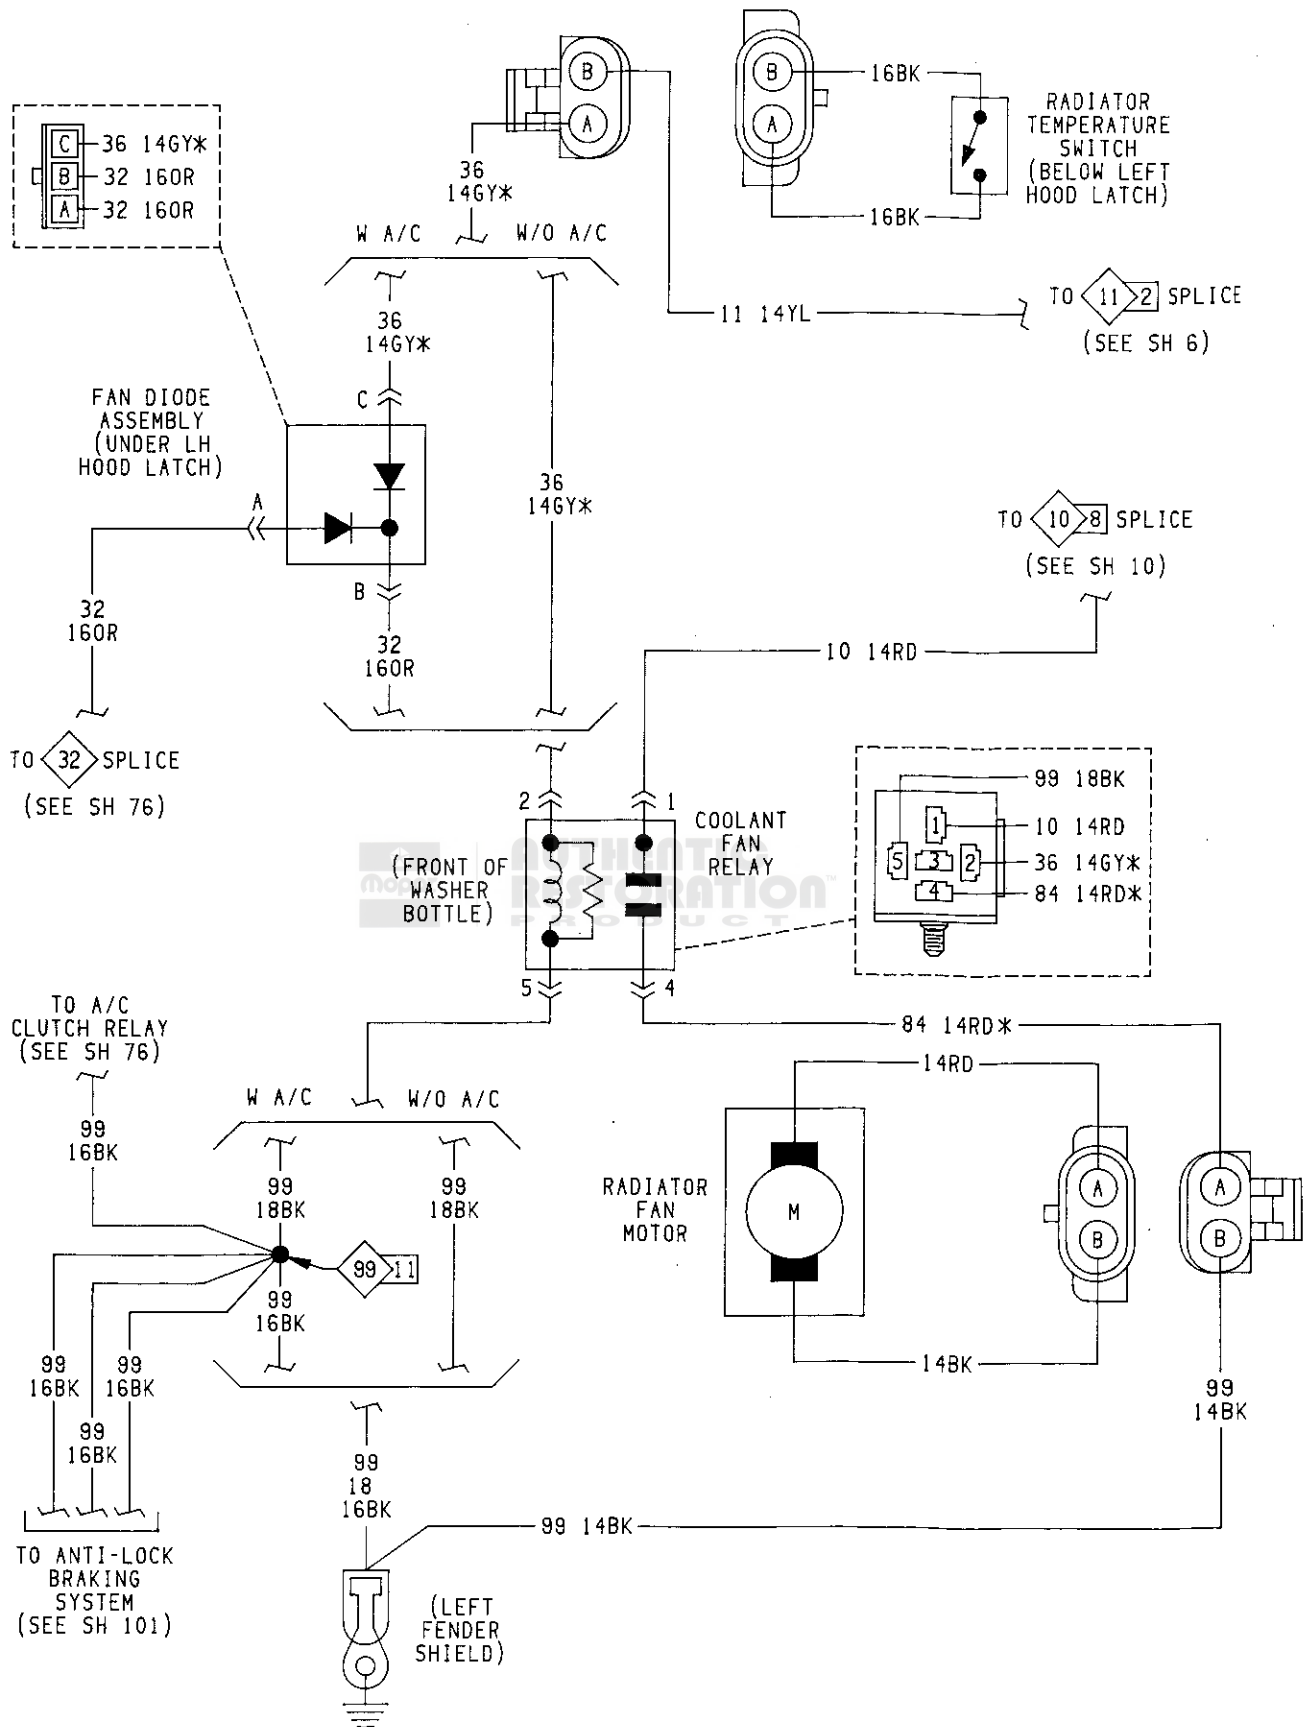 B
A
B
A
16BK
16BK
RADIATOR
TEMPERATURE
SWITCH
(BELOW LEFT
HOOD LATCH)
C 36 14GY*
B 32 16OR
A 32 16OR
36
14GY*
W A/C
W/O A/C
36
14GY*
TO 11 2 SPLICE
(SEE SH 6)
11 14YL
FAN DIODE
ASSEMBLY
(UNDER LH
HOOD LATCH)
C
A
B
36
14GY*
TO 10 8 SPLICE
(SEE SH 10)
32
16OR
32
16OR
10 14RD
TO 32 SPLICE
(SEE SH 76)
2
1
COOLANT
FAN
RELAY
(FRONT OF
WASHER
BOTTLE)
Mopar
AUTHENTIC
RESTORATION™
PRODUCT
99 18BK
1
10 14RD
5
3
2
36 14GY*
4
84 14RD*
5
4
TO A/C
CLUTCH RELAY
(SEE SH 76)
84 14RD*
14RD
W A/C
W/O A/C
99
16BK
99
18BK
99
18BK
RADIATOR
FAN
MOTOR
M
A
B
A
B
99 11
99
16BK
99
16BK
99
16BK
99
16BK
14BK
99
14BK
99
18
16BK
99 14BK
TO ANTI-LOCK
BRAKING
SYSTEM
(SEE SH 101)
(LEFT
FENDER
SHIELD)